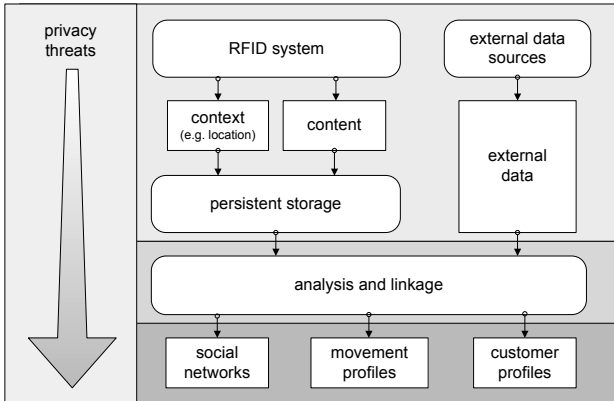 privacy
threats
RFID system
external data
sources
context
(e.g. location)
content
external
data
persistent storage
analysis and linkage
social
networks
movement
profiles
customer
profiles